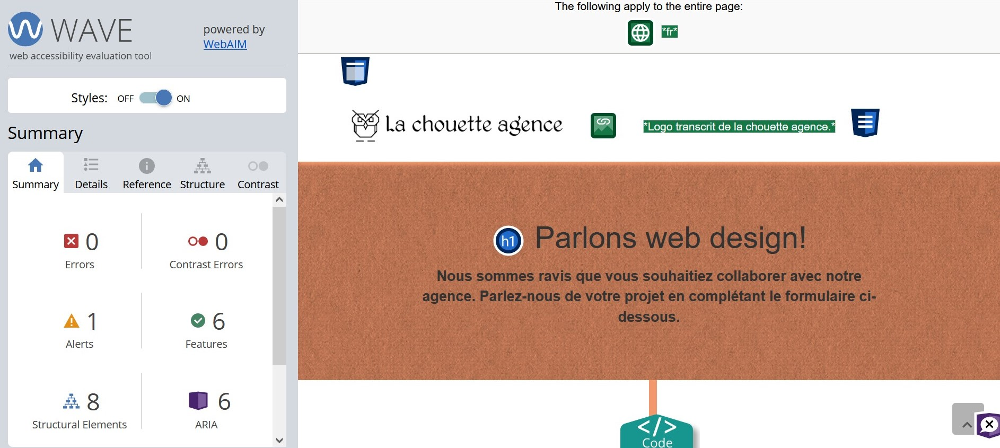 WAVE
powered by
WebAIM
web accessibility evaluation tool
Styles: OFF ON
Summary
Summary Details Reference Structure Contrast
0
Errors
0
Contrast Errors
1
Alerts
6
Features
8
Structural Elements
6
ARIA
The following apply to the entire page:
*fr*
La chouette agence
*Logo transcrit de la chouette agence.*
h1 Parlons web design!
Nous sommes ravis que vous souhaitiez collaborer avec notre
agence. Parlez-nous de votre projet en complétant le formulaire ci-
dessous.
</>
Code